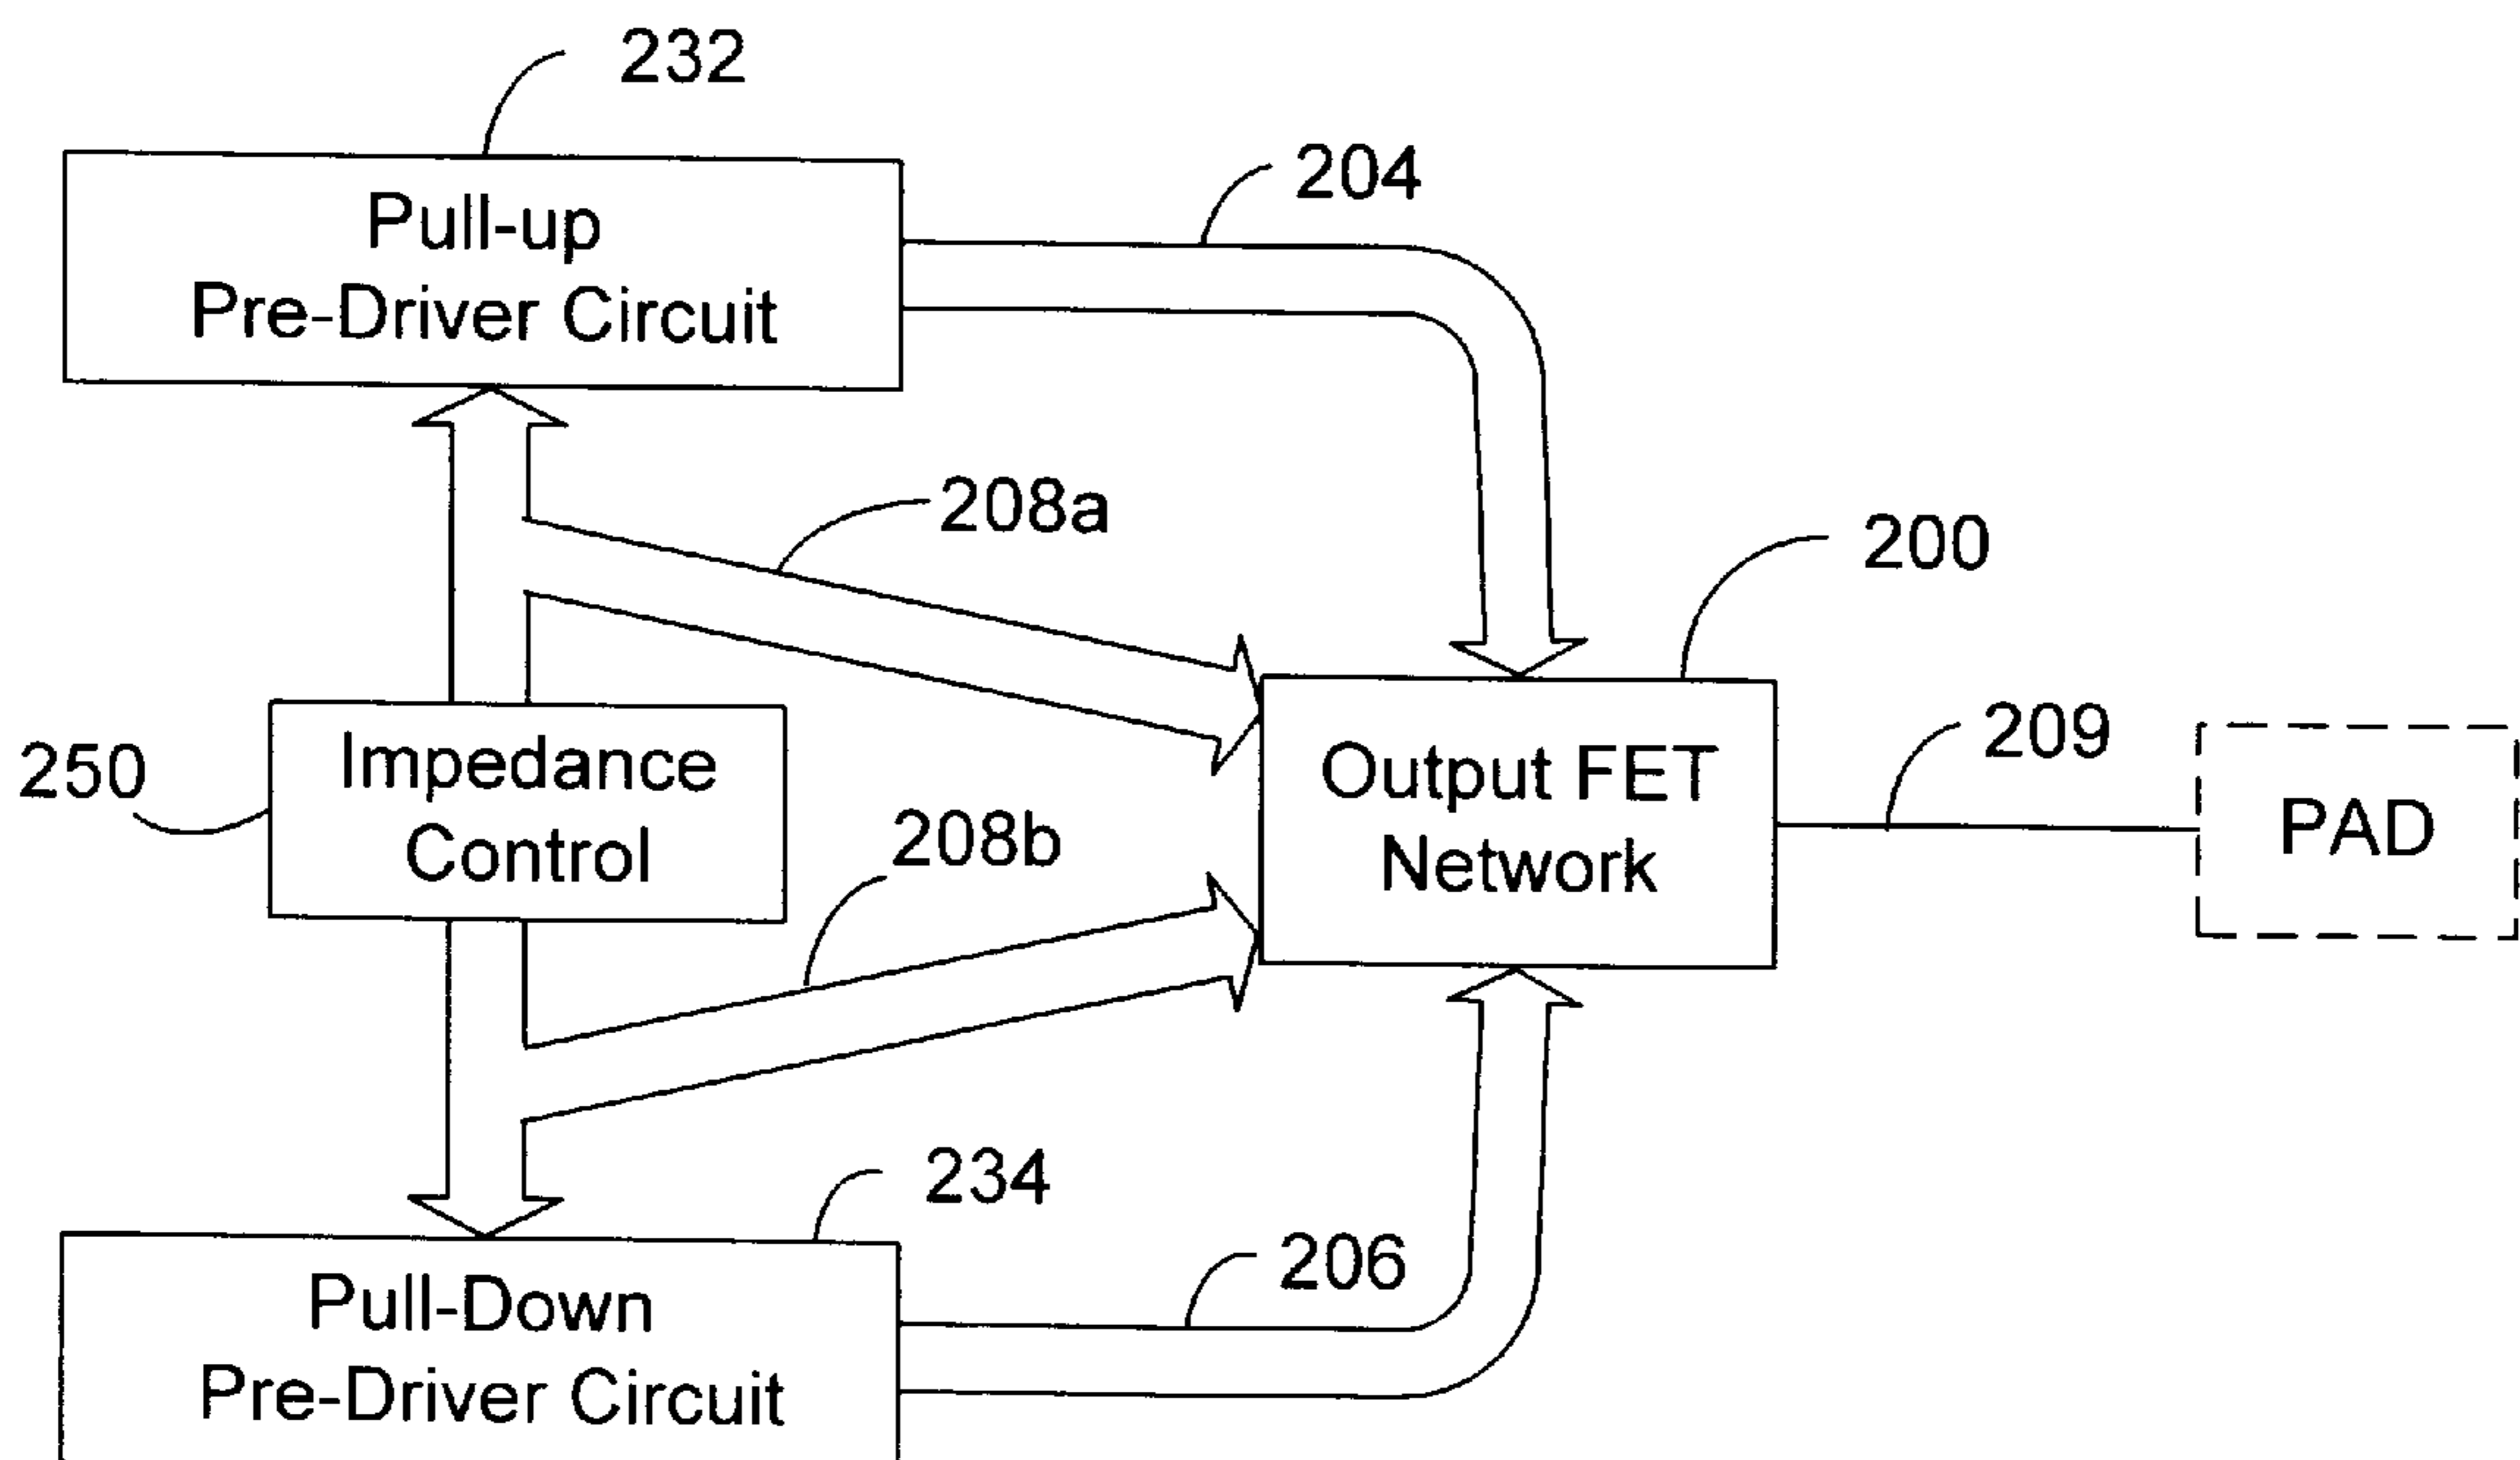 232
Pull-up
Pre-Driver Circuit
204
208a
200
250
Impedance
Control
Output FET
Network
209
PAD
208b
234
Pull-Down
Pre-Driver Circuit
206